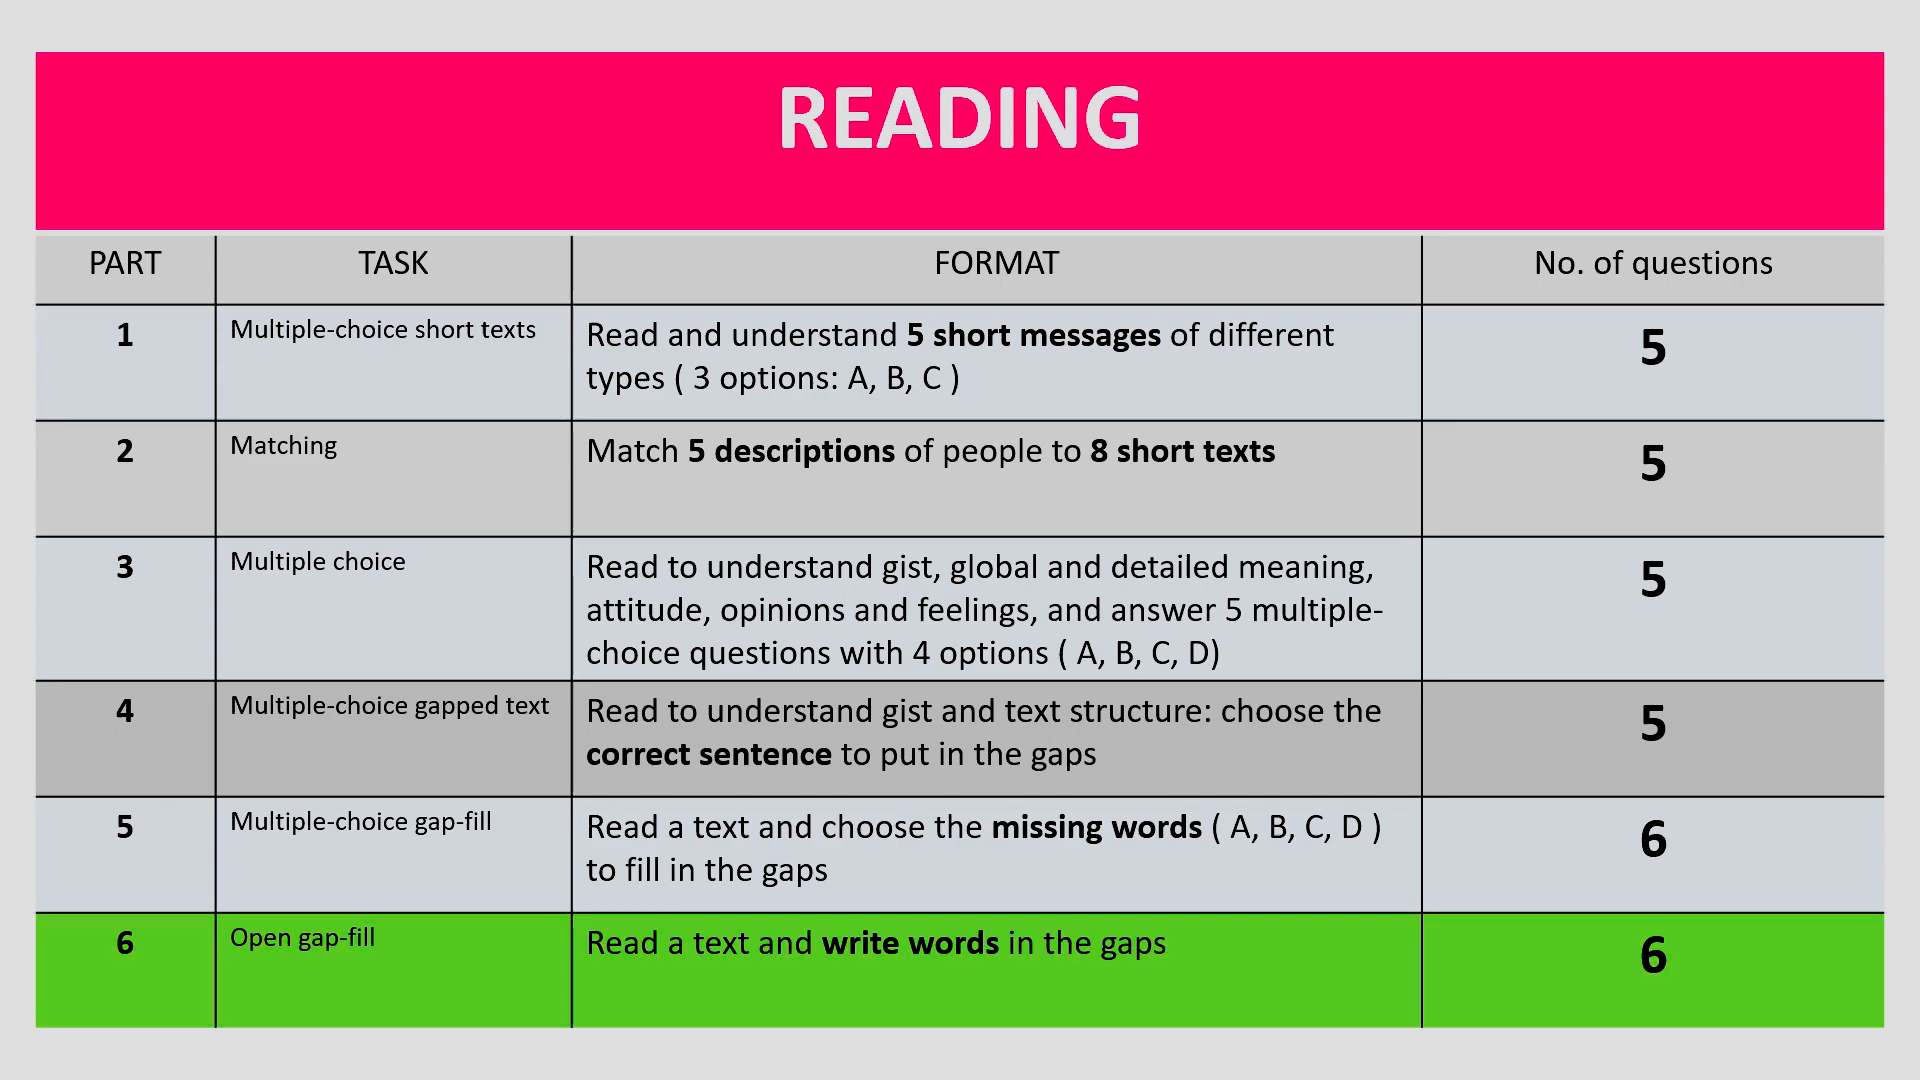 READING
PART TASK FORMAT No. of questions
1 Multiple-choice short texts Read and understand 5 short messages of different
types ( 3 options: A, B, C ) 5
2 Matching Match 5 descriptions of people to 8 short texts 5
3 Multiple choice Read to understand gist, global and detailed meaning,
attitude, opinions and feelings, and answer 5 multiple-
choice questions with 4 options ( A, B, C, D) 5
4 Multiple-choice gapped text Read to understand gist and text structure: choose the
correct sentence to put in the gaps 5
5 Multiple-choice gap-fill Read a text and choose the missing words ( A, B, C, D )
to fill in the gaps 6
6 Open gap-fill Read a text and write words in the gaps 6